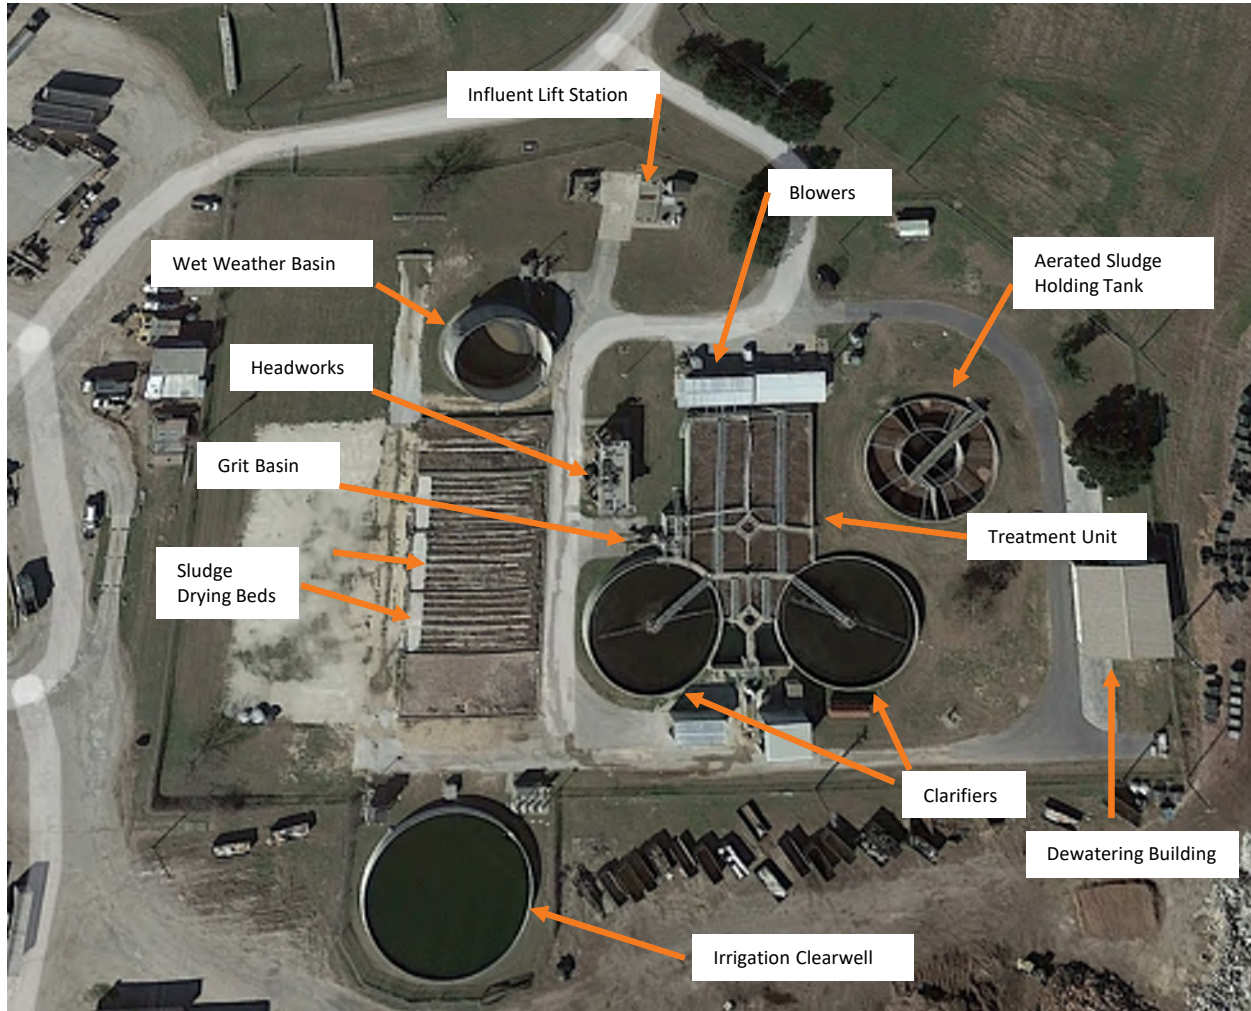 Influent Lift Station
Blowers
Wet Weather Basin
Aerated Sludge
Holding Tank
Headworks
Grit Basin
Treatment Unit
Sludge
Drying Beds
Clarifiers
Dewatering Building
Irrigation Clearwell